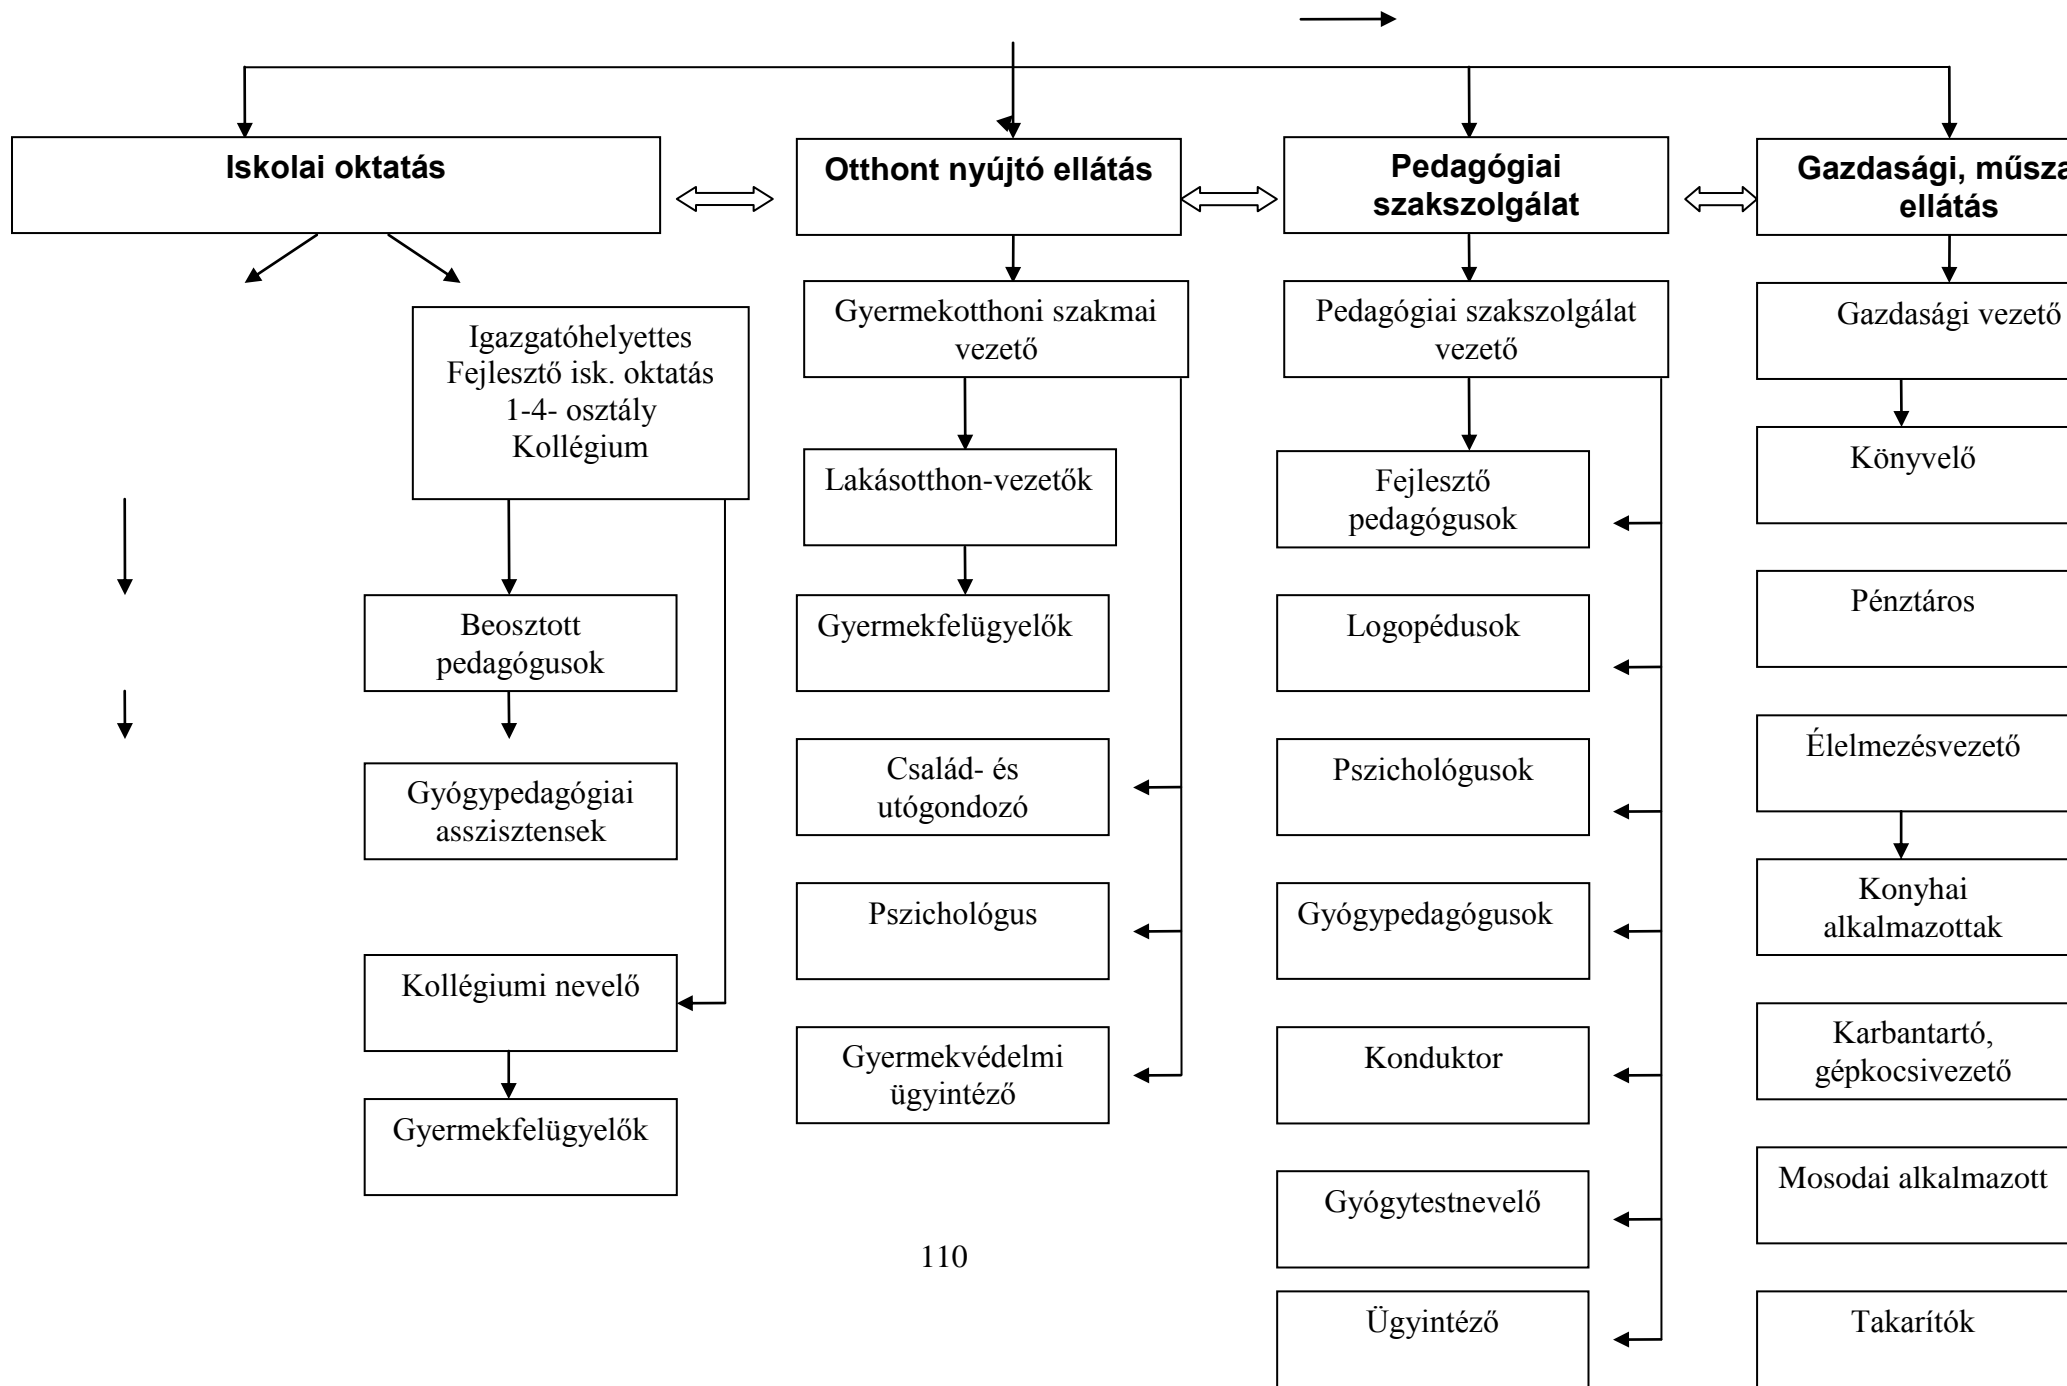 Iskolai oktatás
Otthont nyújtó ellátás
Pedagógiai
szakszolgálat
Gazdasági, műsza
ellátás
Igazgatóhelyettes
Fejlesztő isk. oktatás
1-4- osztály
Kollégium
Beosztott
pedagógusok
Gyógypedagógiai
asszisztensek
Kollégiumi nevelő
Gyermekfelügyelők
Gyermekotthoni szakmai
vezető
Lakásotthon-vezetők
Gyermekfelügyelők
Család- és
utógondozó
Pszichológus
Gyermekvédelmi
ügyintéző
Pedagógiai szakszolgálat
vezető
Fejlesztő
pedagógusok
Logopédusok
Pszichológusok
Gyógypedagógusok
Konduktor
Gyógytestnevelő
Ügyintéző
Gazdasági vezető
Könyvelő
Pénztáros
Élelmezésvezető
Konyhai
alkalmazottak
Karbantartó,
gépkocsivezető
Mosodai alkalmazott
Takarítók
110